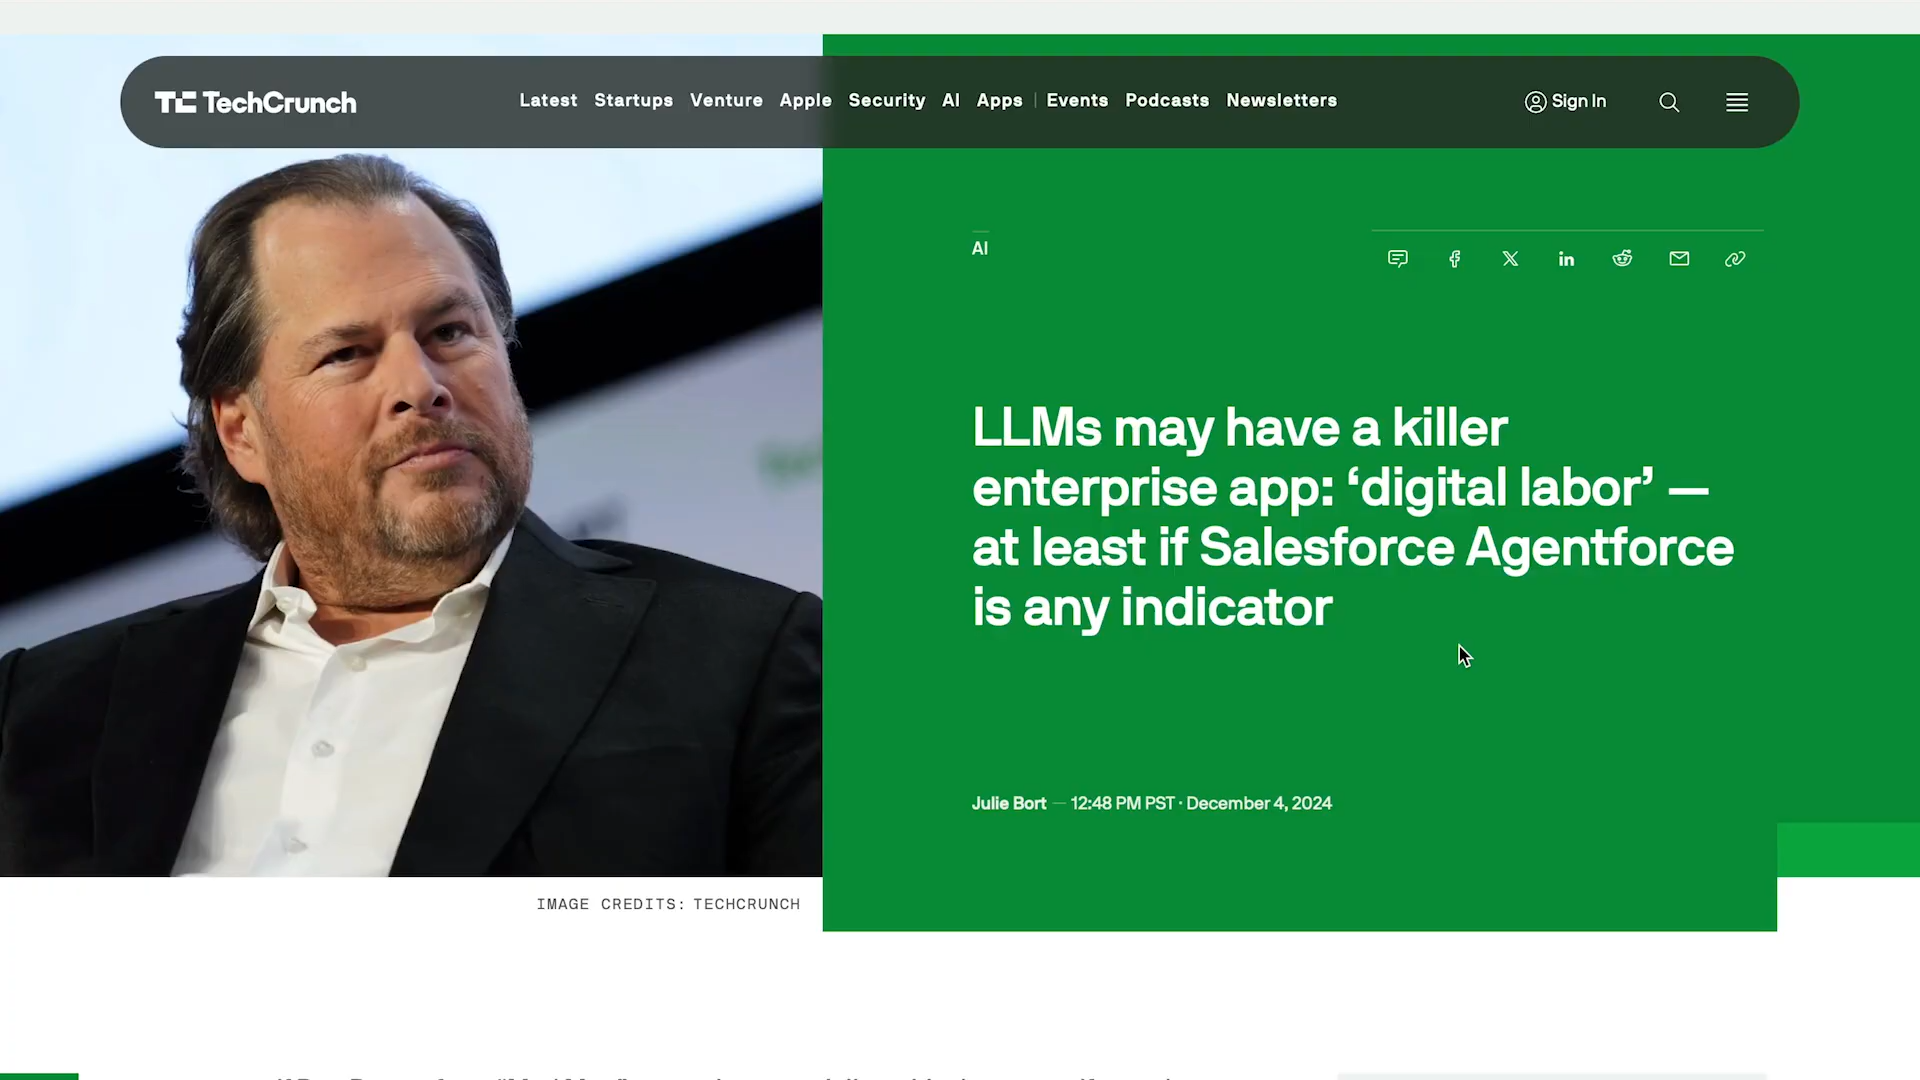 TechCrunch
Latest Startups Venture Apple Security AI Apps Events Podcasts Newsletters
Sign In
AI
LLMs may have a killer
enterprise app: ‘digital labor’ —
at least if Salesforce Agentforce
is any indicator
Julie Bort — 12:48 PM PST · December 4, 2024
IMAGE CREDITS: TECHCRUNCH